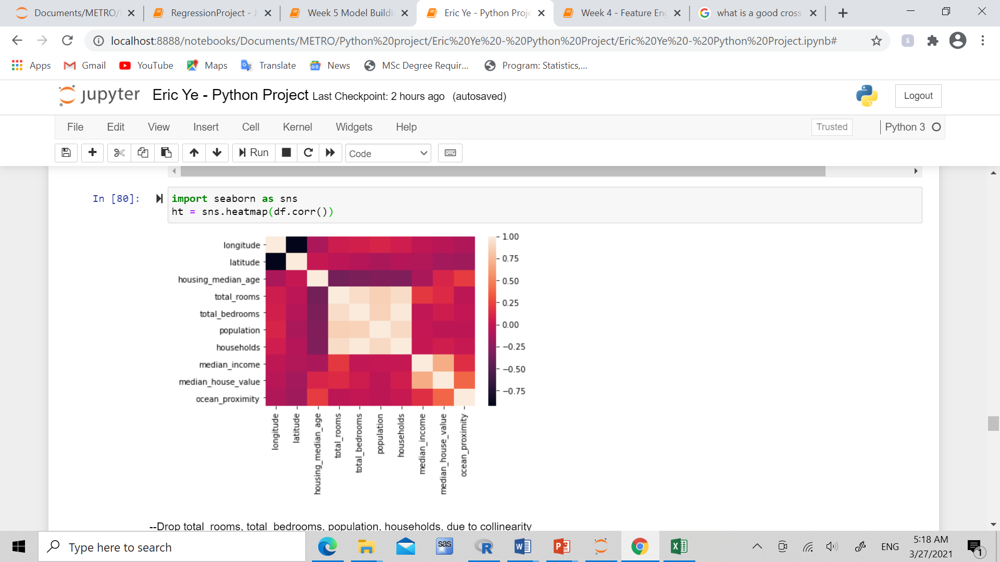 Documents/METRO/
RegressionProject - J
Week 5 Model Buildi
Eric Ye - Python Proje
Week 4 - Feature Eng
what is a good cross
localhost:8888/notebooks/Documents/METRO/Python%20project/Eric%20Ye%20-%20Python%20Project/Eric%20Ye%20-%20Python%20Project.ipynb#
Apps
Gmail
YouTube
Maps
Translate
News
MSc Degree Requir...
Program: Statistics,...
jupyter
Eric Ye - Python Project Last Checkpoint: 2 hours ago (autosaved)
Logout
File
Edit
View
Insert
Cell
Kernel
Widgets
Help
Trusted
Python 3
Run
Code
In [80]:
import seaborn as sns
ht = sns.heatmap(df.corr())
longitude
latitude
housing_median_age
total_rooms
total_bedrooms
population
households
median_income
median_house_value
ocean_proximity
1.00
0.75
0.50
0.25
0.00
−0.25
−0.50
−0.75
longitude
latitude
housing_median_age
total_rooms
total_bedrooms
population
households
median_income
median_house_value
ocean_proximity
--Drop total_rooms, total_bedrooms, population, households, due to collinearity
Type here to search
sas
ENG
5:18 AM
3/27/2021
1